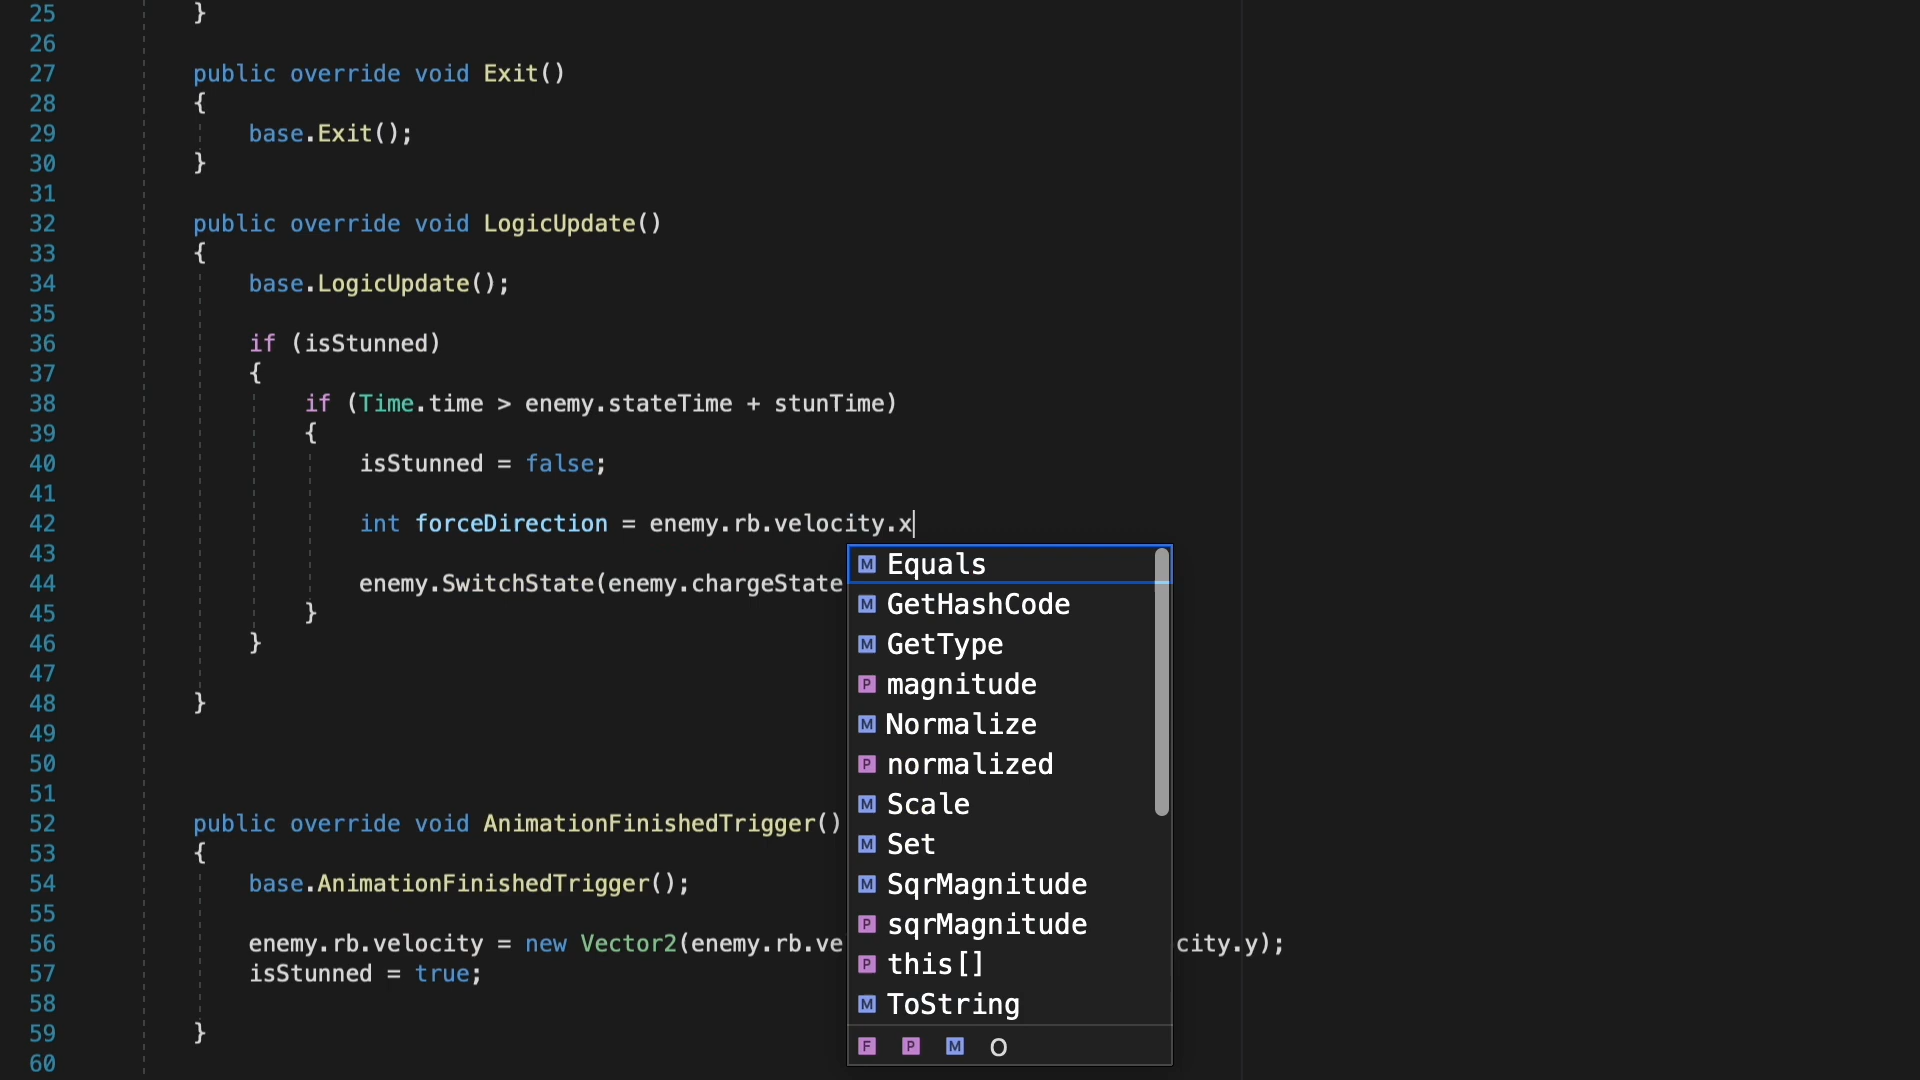 25 }
26
27 public override void Exit()
28 {
29 base.Exit();
30 }
31
32 public override void LogicUpdate()
33 {
34 base.LogicUpdate();
35
36 if (isStunned)
37 {
38 if (Time.time > enemy.stateTime + stunTime)
39 {
40 isStunned = false;
41
42 int forceDirection = enemy.rb.velocity.x
43
44 enemy.SwitchState(enemy.chargeState
45 }
46 }
47
48 }
49
50
51
52 public override void AnimationFinishedTrigger()
53 {
54 base.AnimationFinishedTrigger();
55
56 enemy.rb.velocity = new Vector2(enemy.rb.ve city.y);
57 isStunned = true;
58
59 }
60
M Equals
M GetHashCode
M GetType
P magnitude
M Normalize
P normalized
M Scale
M Set
M SqrMagnitude
P sqrMagnitude
P this[]
M ToString
F P M O